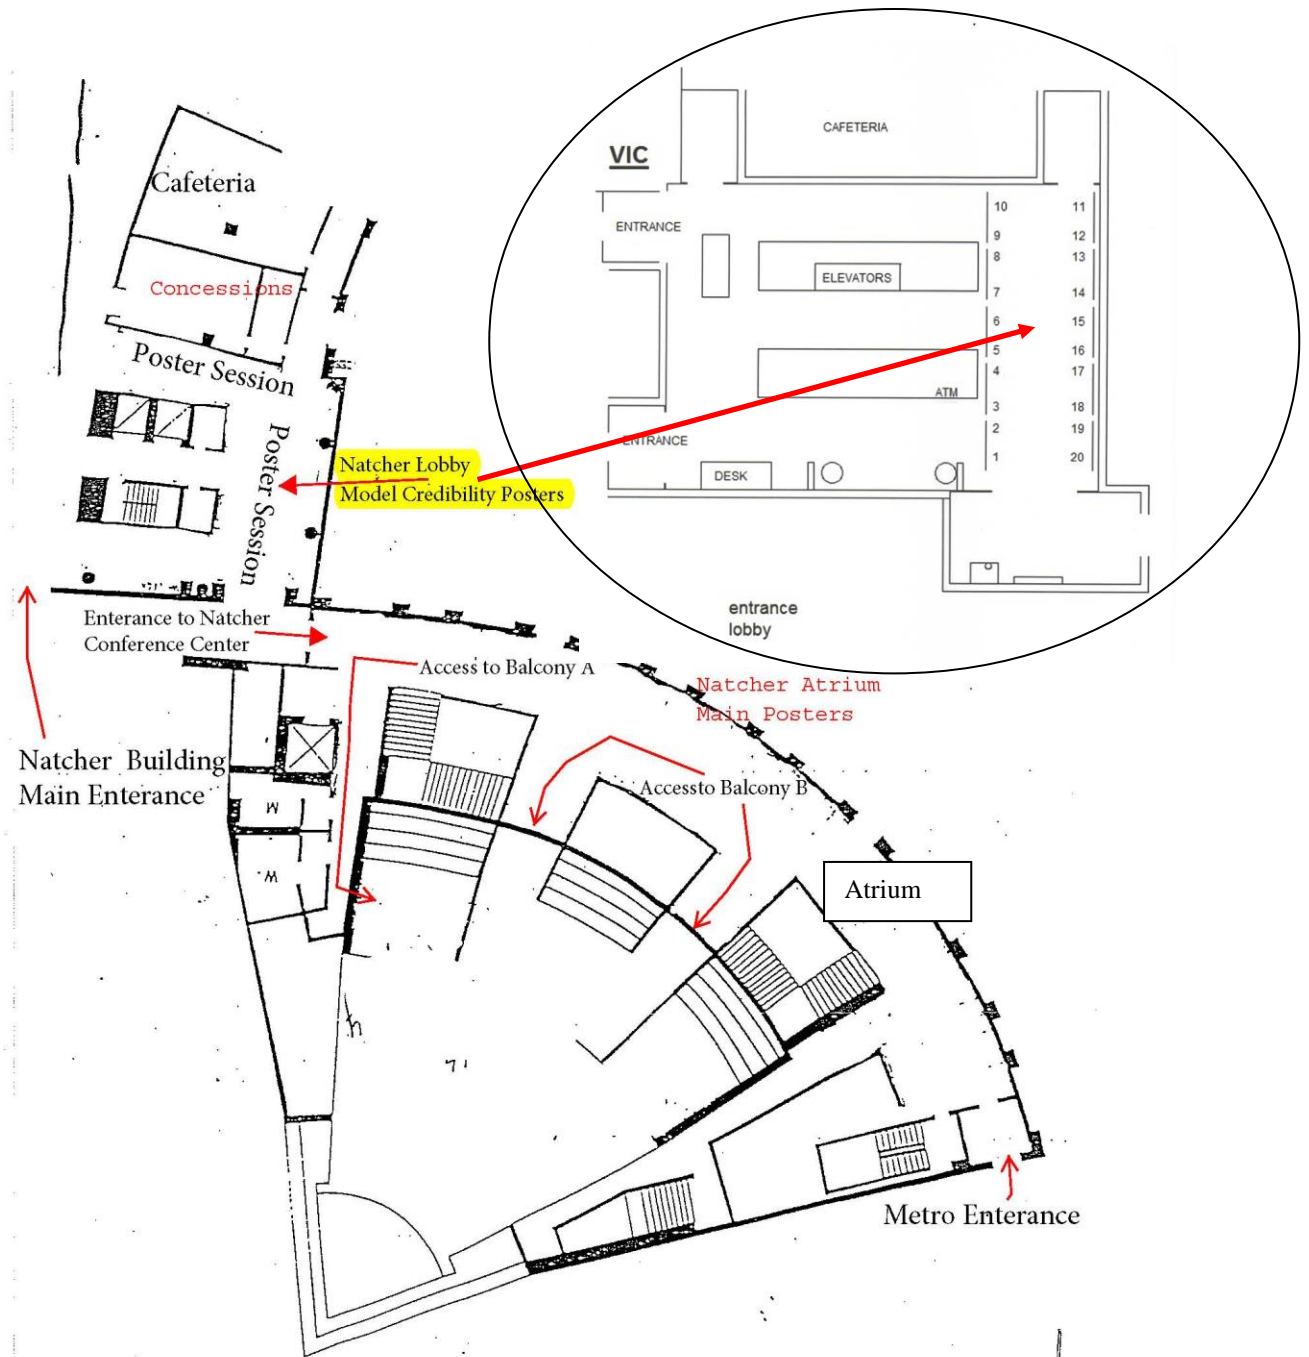 CAFETERIA
VIC
ENTRANCE
10 11
9 12
8 13
ELEVATORS
7 14
6 15
5 16
4 17
ATM
3 18
2 19
ENTRANCE
1 20
DESK
entrance
lobby
Cafeteria
Concessions
Poster Session
Poster Session
Natcher Lobby
Model Credibility Posters
Enterance to Natcher
Conference Center
Access to Balcony A
Natcher Atrium
Main Posters
Natcher Building
Main Enterance
Accessto Balcony B
M
W.
Atrium
Metro Enterance